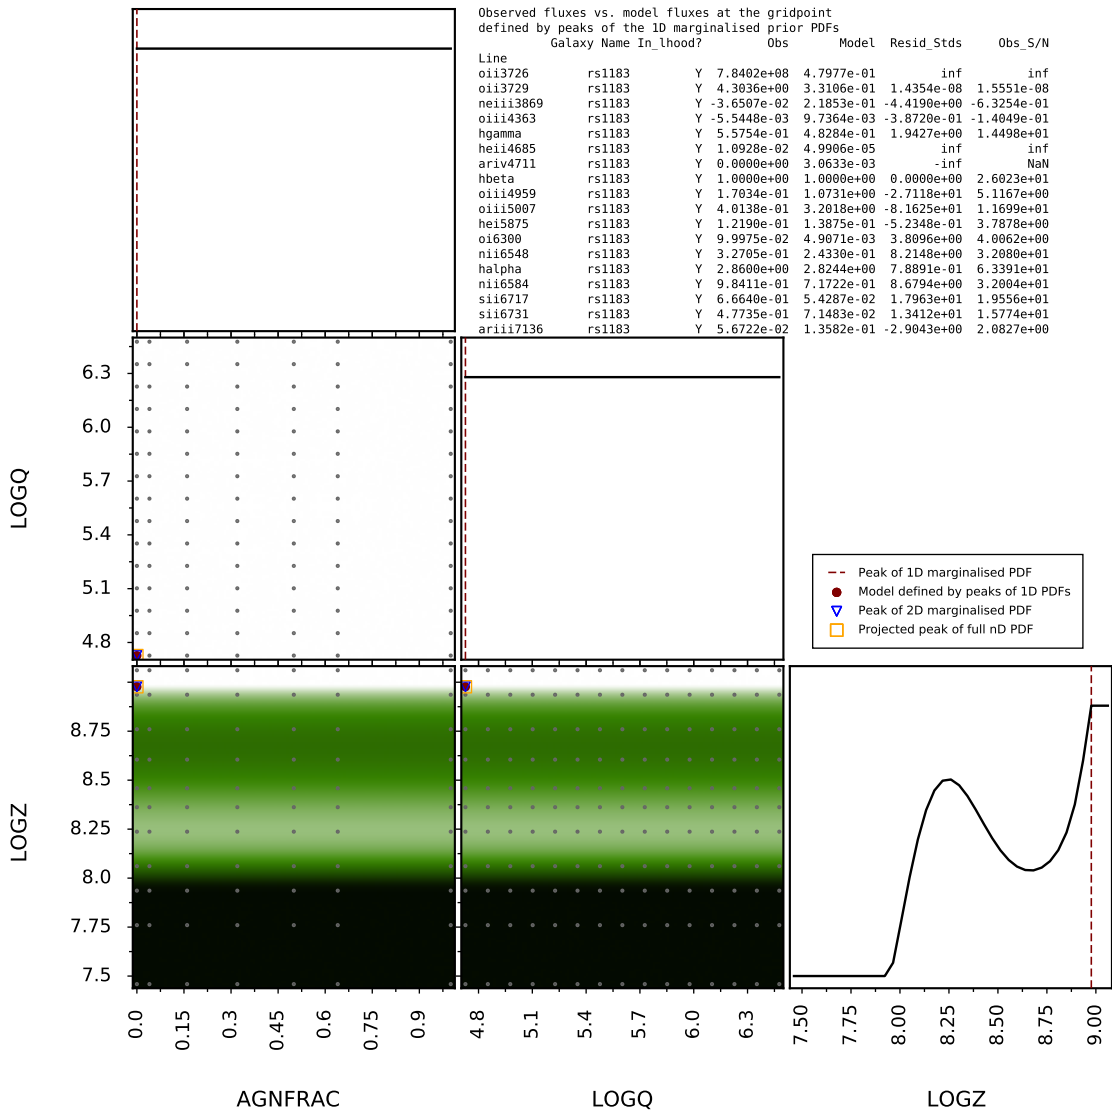 Observed fluxes vs. model fluxes at the gridpoint
defined by peaks of the 1D marginalised prior PDFs
Galaxy Name In_lhood? Obs Model Resid_Stds Obs_S/N
Line
oii3726 rs1183 Y 7.8402e+08 4.7977e-01 inf inf
oii3729 rs1183 Y 4.3036e+00 3.3106e-01 1.4354e-08 1.5551e-08
neiii3869 rs1183 Y -3.6507e-02 2.1853e-01 -4.4190e+00 -6.3254e-01
oiii4363 rs1183 Y -5.5448e-03 9.7364e-03 -3.8720e-01 -1.4049e-01
hgamma rs1183 Y 5.5754e-01 4.8284e-01 1.9427e+00 1.4498e+01
heii4685 rs1183 Y 1.0928e-02 4.9906e-05 inf inf
ariv4711 rs1183 Y 0.0000e+00 3.0633e-03 -inf NaN
hbeta rs1183 Y 1.0000e+00 1.0000e+00 0.0000e+00 2.6023e+01
oiii4959 rs1183 Y 1.7034e-01 1.0731e+00 -2.7118e+01 5.1167e+00
oiii5007 rs1183 Y 4.0138e-01 3.2018e+00 -8.1625e+01 1.1699e+01
hei5875 rs1183 Y 1.2190e-01 1.3875e-01 -5.2348e-01 3.7878e+00
oi6300 rs1183 Y 9.9975e-02 4.9071e-03 3.8096e+00 4.0062e+00
nii6548 rs1183 Y 3.2705e-01 2.4330e-01 8.2148e+00 3.2080e+01
halpha rs1183 Y 2.8600e+00 2.8244e+00 7.8891e-01 6.3391e+01
nii6584 rs1183 Y 9.8411e-01 7.1722e-01 8.6794e+00 3.2004e+01
sii6717 rs1183 Y 6.6640e-01 5.4287e-02 1.7963e+01 1.9556e+01
sii6731 rs1183 Y 4.7735e-01 7.1483e-02 1.3412e+01 1.5774e+01
ariii7136 rs1183 Y 5.6722e-02 1.3582e-01 -2.9043e+00 2.0827e+00
LOGQ
6.3
6.0
5.7
5.4
5.1
4.8
Peak of 1D marginalised PDF
Model defined by peaks of 1D PDFs
Peak of 2D marginalised PDF
Projected peak of full nD PDF
LOGZ
8.75
8.5
8.25
8.0
7.75
7.5
0.0 0.15 0.3 0.45 0.6 0.75 0.9
4.8 5.1 5.4 5.7 6.0 6.3
7.50 7.75 8.00 8.25 8.50 8.75 9.00
AGNFRAC LOGQ LOGZ